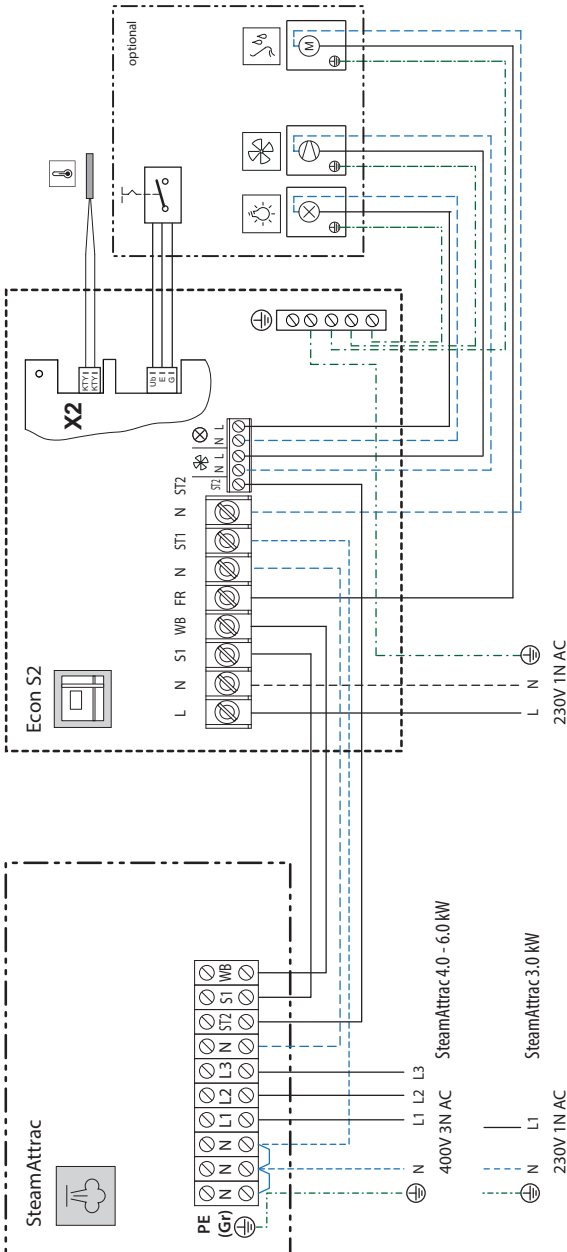 SteamAttrac
PE
(Gr)
N
N
N
L1
L2
L3
N
ST2
S1
WB
N
L1
L2
L3
400V 3N AC
SteamAttrac 4.0 - 6.0 kW
N
L1
230V 1N AC
SteamAttrac 3.0 kW
Econ S2
L
N
S1
WB
FR
N
ST1
N
ST2
ST2
N
L
N
L
X2
KTY
KTY
Ub
E
G
L
N
230V 1N AC
optional
M